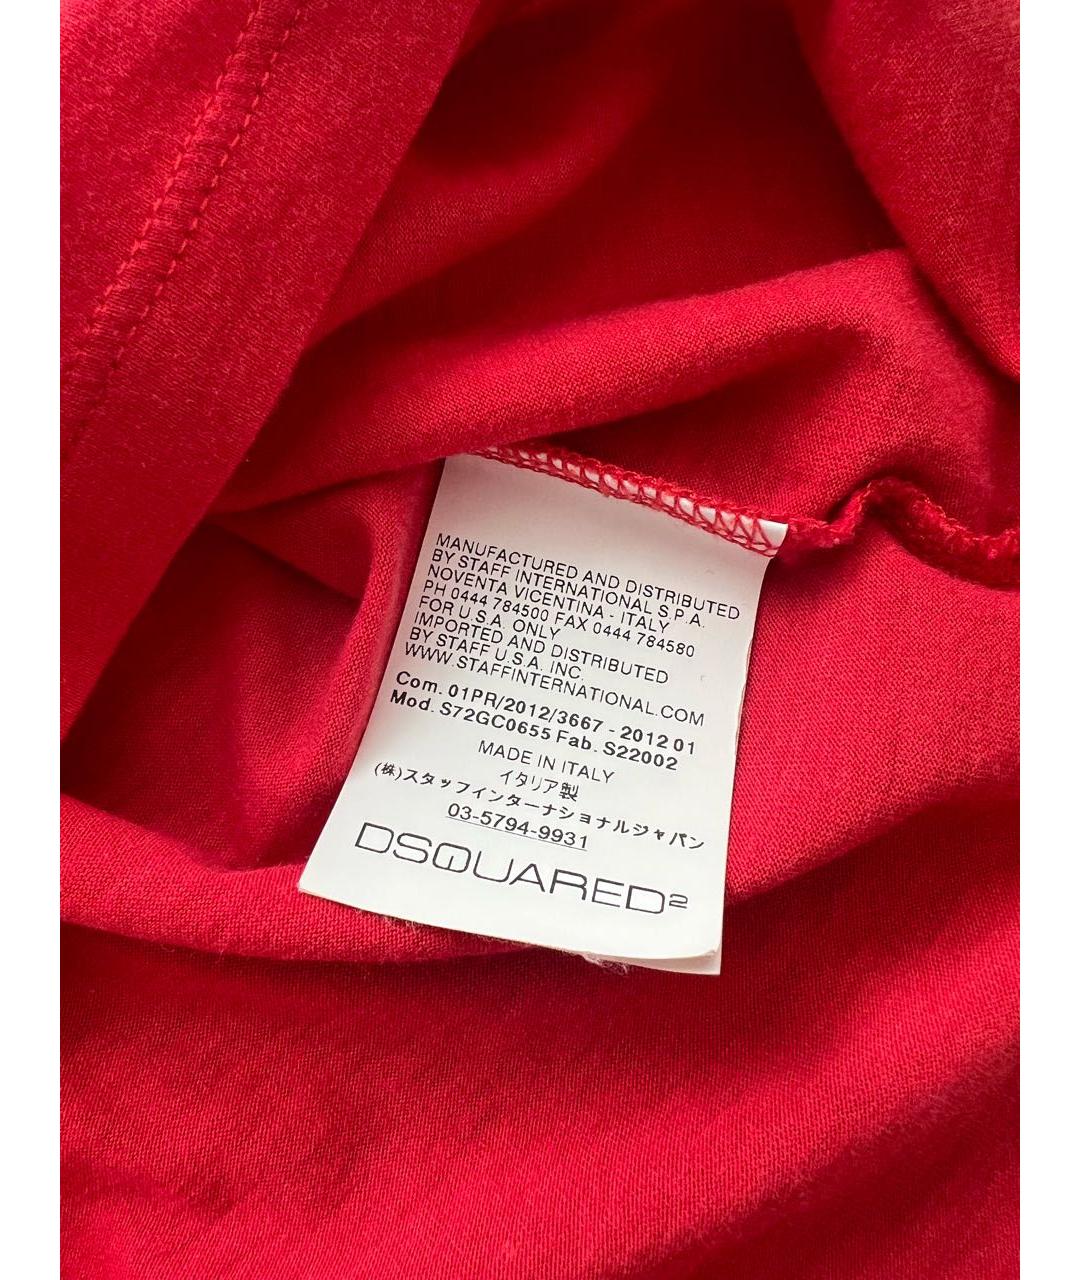 MANUFACTURED AND DISTRIBUTED
BY STAFF INTERNATIONAL S.P.A.
NOVENTA VICENTINA - ITALY
PH 0444 784500 FAX 0444 784580
FOR U.S.A. ONLY
IMPORTED AND DISTRIBUTED
BY STAFF U.S.A. INC.
WWW.STAFFINTERNATIONAL.COM
Com. 01PR/2012/3667 - 2012 01
Mod. S72GC0655 Fab. S22002
MADE IN ITALY
イタリア製
(株)スタッフインターナショナルジャパン
03-5794-9931
DSQUARED²